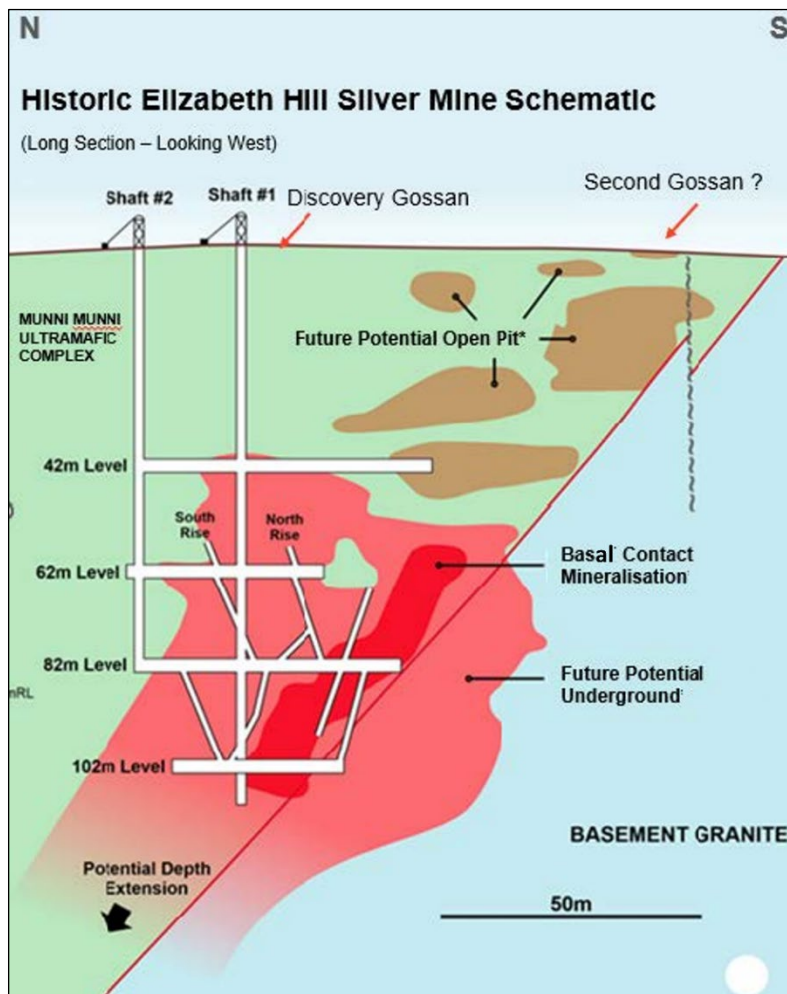 N
S
Historic Elizabeth Hill Silver Mine Schematic
(Long Section – Looking West)
Shaft #2
Shaft #1
Discovery Gossan
Second Gossan ?
MUNNI MUNNI
ULTRAMAFIC
COMPLEX
Future Potential Open Pit*
42m Level
South
Rise
North
Rise
62m Level
Basal
Contact
Mineralisation
82m Level
Future Potential
Underground
mRL
102m Level
BASEMENT GRANITE
Potential Depth
Extension
50m